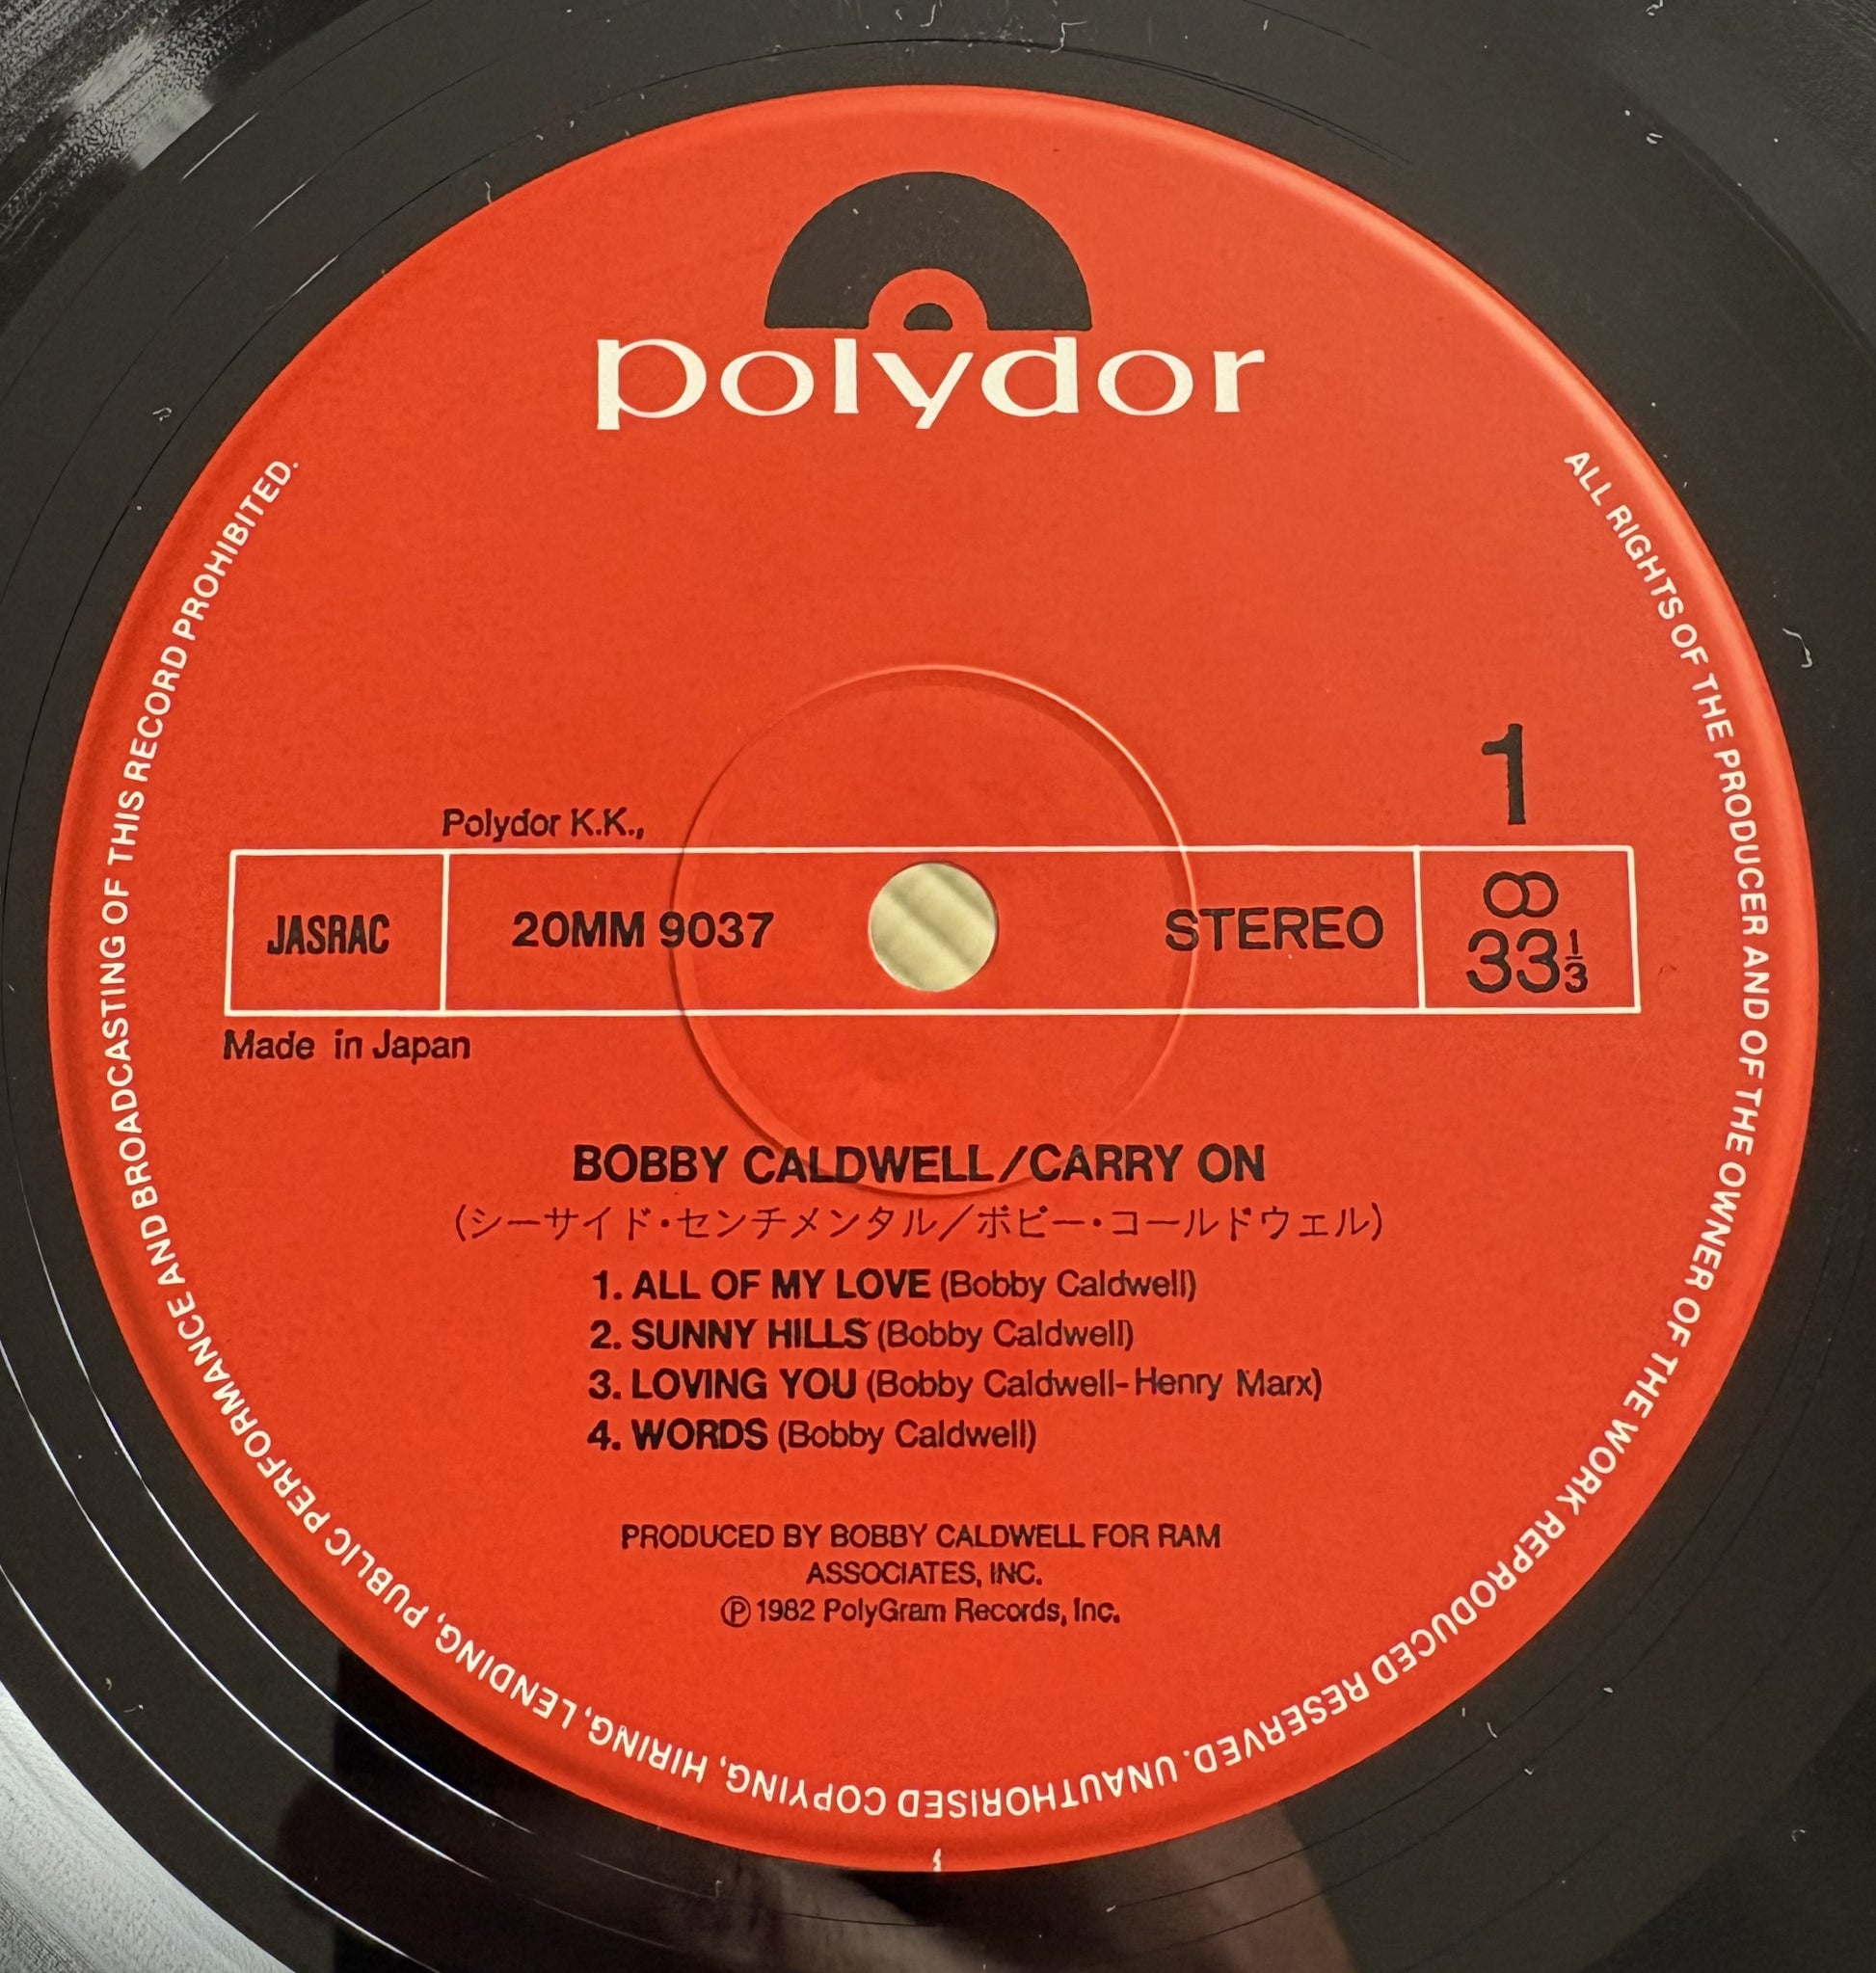 polydor
1
Polydor K.K.,
JASRAC 20MM 9037 STEREO ꝏ 33⅓
Made in Japan
BOBBY CALDWELL/CARRY ON
(シーサイド・センチメンタル/ボビー・コールドウェル)
1. ALL OF MY LOVE (Bobby Caldwell)
2. SUNNY HILLS (Bobby Caldwell)
3. LOVING YOU (Bobby Caldwell-Henry Marx)
4. WORDS (Bobby Caldwell)
PRODUCED BY BOBBY CALDWELL FOR RAM
ASSOCIATES, INC.
Ⓟ 1982 PolyGram Records, Inc.
ALL RIGHTS OF THE PRODUCER AND OF THE OWNER OF THE WORK REPRODUCED RESERVED. UNAUTHORISED COPYING, HIRING, LENDING, PUBLIC PERFORMANCE AND BROADCASTING OF THIS RECORD PROHIBITED.